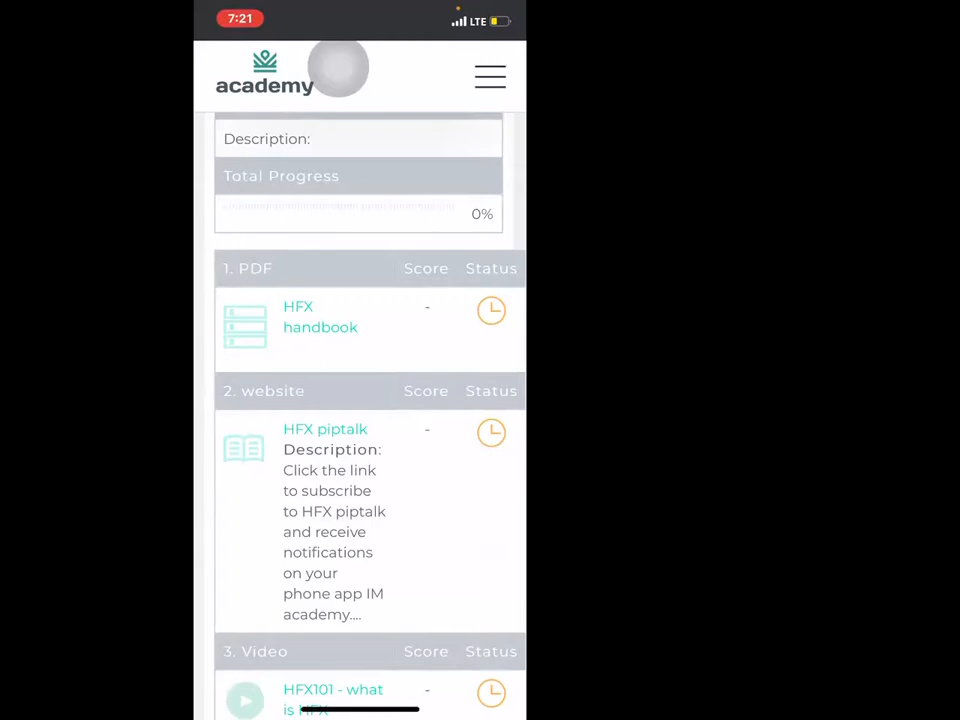 7:21
LTE
academy
Description:
Total Progress
0%
1. PDF Score Status
HFX -
handbook
2. website Score Status
HFX piptalk -
Description:
Click the link
to subscribe
to HFX piptalk
and receive
notifications
on your
phone app IM
academy....
3. Video Score Status
HFX101 - what -
is HFX